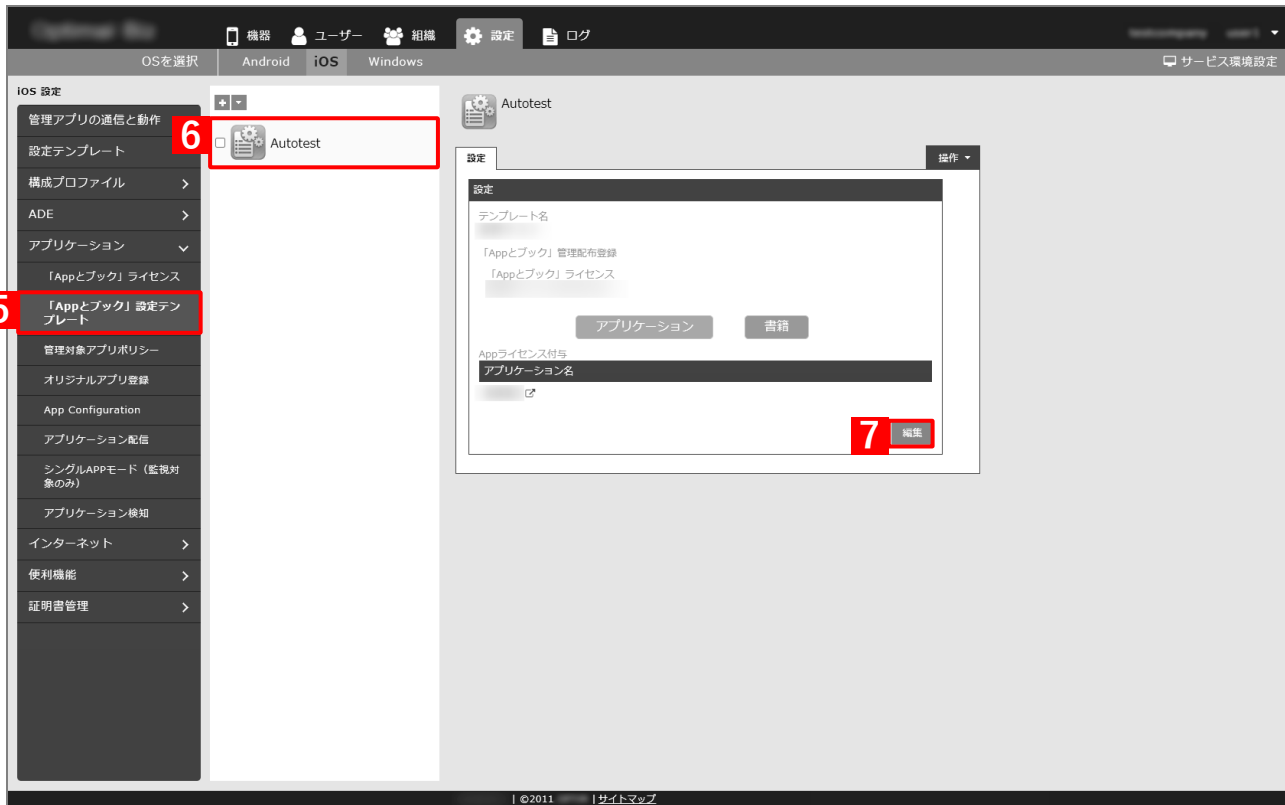 機器 ユーザー 組織 設定 ログ
OSを選択 Android iOS Windows サービス環境設定
iOS 設定
管理アプリの通信と動作
設定テンプレート
構成プロファイル
ADE
アプリケーション
「Appとブック」ライセンス
5
「Appとブック」設定テン
プレート
管理対象アプリポリシー
オリジナルアプリ登録
App Configuration
アプリケーション配信
シングルAPPモード(監視対
象のみ)
アプリケーション検知
インターネット
便利機能
証明書管理
6
Autotest
Autotest
設定 操作
設定
テンプレート名
「Appとブック」管理配布登録
「Appとブック」ライセンス
アプリケーション 書籍
Appライセンス付与
アプリケーション名
7 編集
| ©2011 | サイトマップ